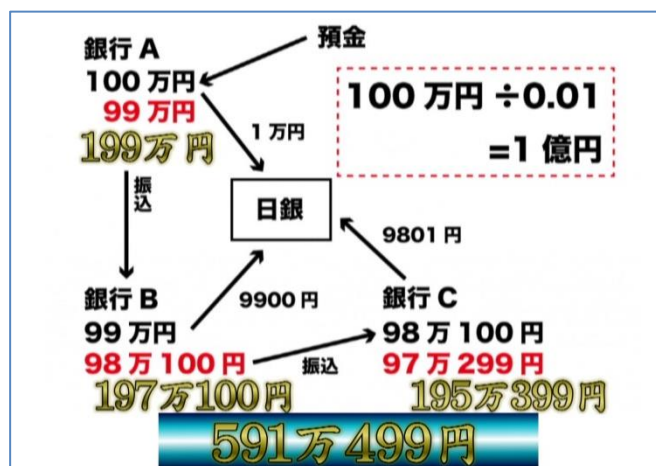 預金
銀行 A
100 万円
99 万円
199万円
1 万円
100 万円 ÷0.01
=1 億円
振込
日銀
9801 円
9900 円
銀行 B
99 万円
98 万 100 円
197万100円
振込
銀行 C
98 万 100 円
97 万 299 円
195万399円
591万499円